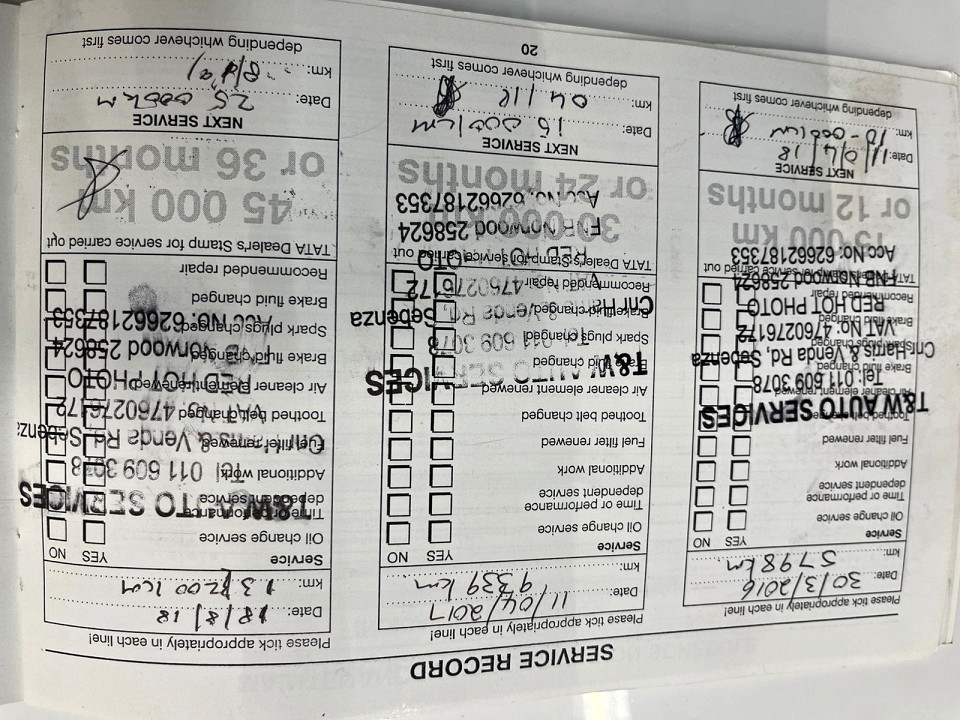 SERVICE RECORD
Please tick appropriately in each line!
Date: 30/3/2016
km: 5798 km
Service YES NO
Oil change service
Time or performance
dependent service
Additional work
Fuel filter renewed
Toothed belt changed
Air cleaner element renewed
Brake fluid changed
Spark plugs changed
Brake fluid changed
Recommended repair
TATA Dealer's Stamp for service carried out
T&W AUTO SERVICES
Tel: 011 609 3078
Cnr Harris & Venda Rd, Sebenza
VAT No: 4760276172
RED HOT PHOTO
FNB Norwood 258624
Acc No: 62662187353
15 000 km
or 12 months
NEXT SERVICE
Date: 11/04/18
km: 10-000km
depending whichever comes first
Please tick appropriately in each line!
Date: 11/04/2017
km: 9339 km
Service YES NO
Oil change service
Time or performance
dependent service
Additional work
Fuel filter renewed
Toothed belt changed
Air cleaner element renewed
Brake fluid changed
Spark plugs changed
Brake fluid changed
Recommended repair
TATA Dealer's Stamp for service carried out
T&W AUTO SERVICES
011 609 3078
Cnr Ha Venda Rd, Sebenza
4760276172
RED HOT PHOTO
FNB Norwood 258624
Acc No: 62662187353
30 000 km
or 24 months
NEXT SERVICE
Date: 15 000km
km: 04/18
depending whichever comes first
20
Please tick appropriately in each line!
Date: 18/8/18
km: 13200km
Service YES NO
Oil change service
Time or performance
dependent service
Additional work
Fuel filter renewed
Toothed belt changed
Air cleaner element renewed
Brake fluid changed
Spark plugs changed
Brake fluid changed
Recommended repair
TATA Dealer's Stamp for service carried out
T&W AUTO SERVICES
Tel 011 609 3078
Cnr Harris & Venda Rd, Sebenza
VAT No: 4760276172
RED HOT PHOTO
Norwood 258624
Acc No: 62662187353
45 000 km
or 36 months
NEXT SERVICE
Date: 25 000km
km:
depending whichever comes first